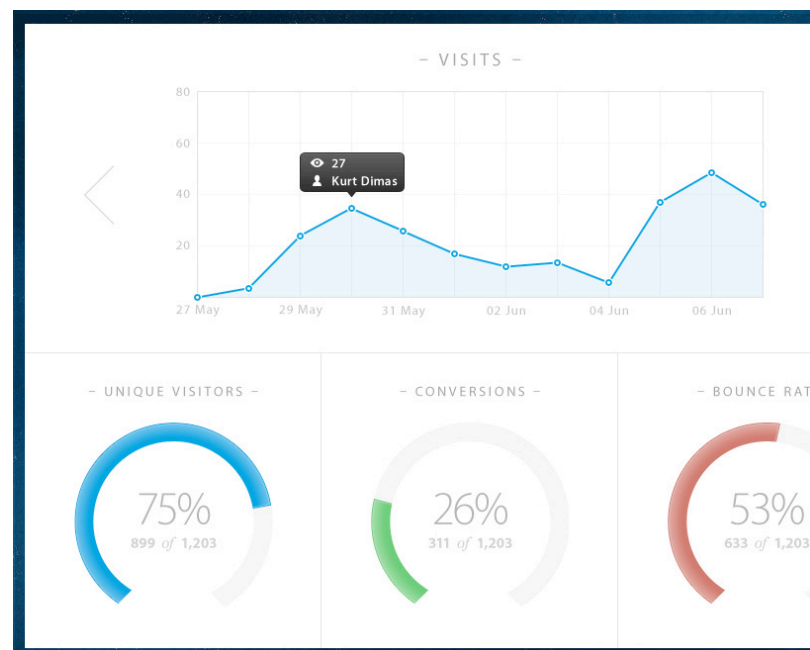 – VISITS –
80
60
40
20
27
Kurt Dimas
27 May
29 May
31 May
02 Jun
04 Jun
06 Jun
– UNIQUE VISITORS –
– CONVERSIONS –
– BOUNCE RAT
75%
899 of 1,203
26%
311 of 1,203
53%
633 of 1,203